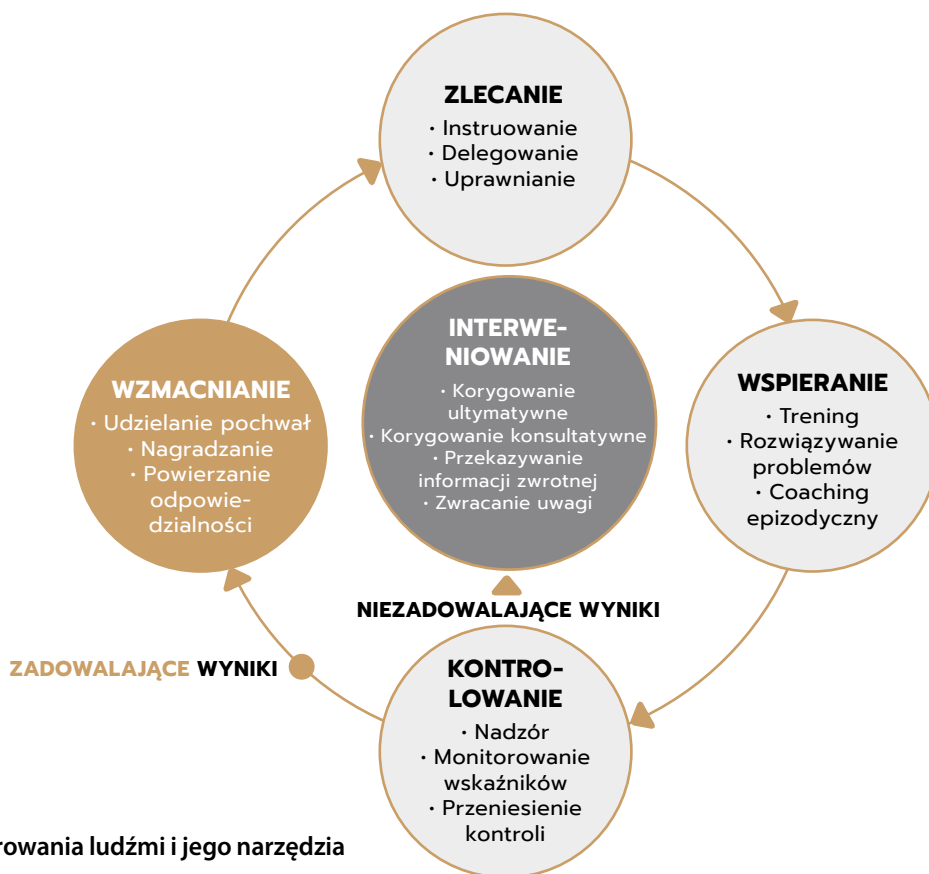 ZLECANIE
· Instruowanie
· Delegowanie
· Uprawnianie
INTERWE-
NIOWANIE
· Korygowanie
ultymatywne
· Korygowanie konsultatywne
· Przekazywanie
informacji zwrotnej
· Zwracanie uwagi
WZMACNIANIE
· Udzielanie pochwał
· Nagradzanie
· Powierzanie
odpowie-
dzialności
WSPIERANIE
· Trening
· Rozwiązywanie
problemów
· Coaching
epizodyczny
NIEZADOWALAJĄCE WYNIKI
ZADOWALAJĄCE WYNIKI
KONTRO-
LOWANIE
· Nadzór
· Monitorowanie
wskaźników
· Przeniesienie
kontroli
rowania ludźmi i jego narzędzia